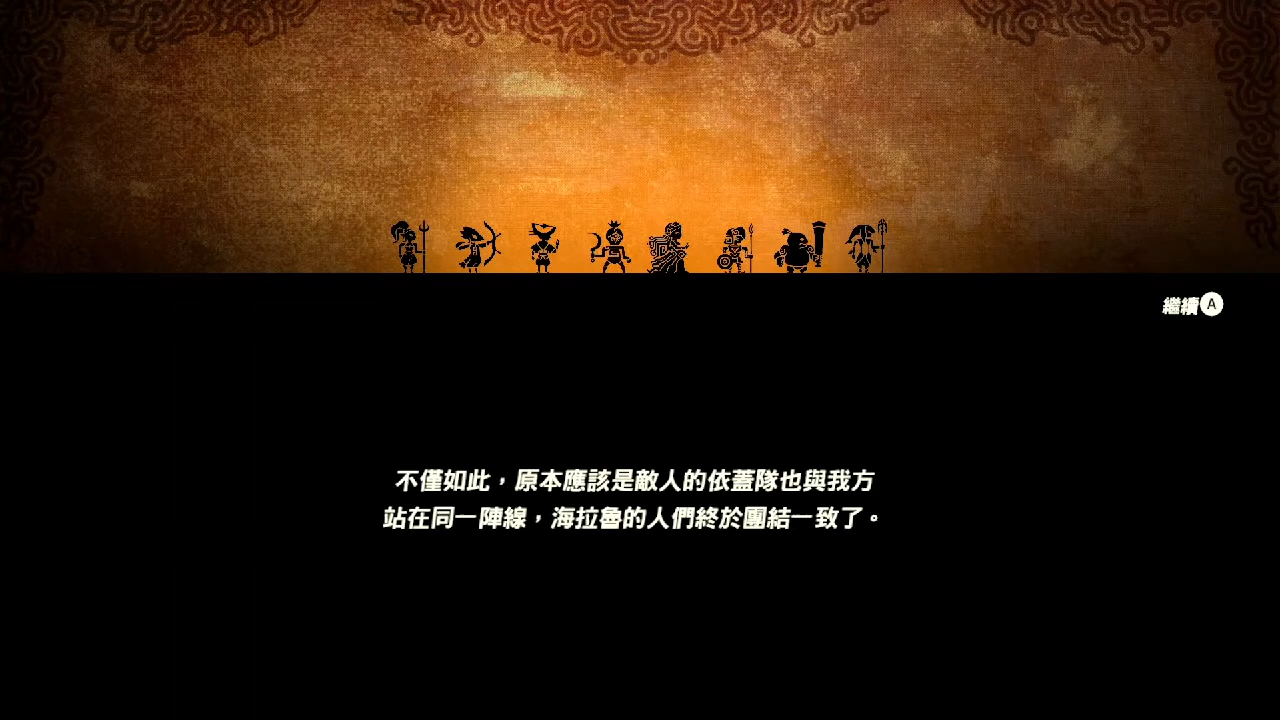 繼續A
不僅如此，原本應該是敵人的依蓋隊也與我方
站在同一陣線，海拉魯的人們終於團結一致了。